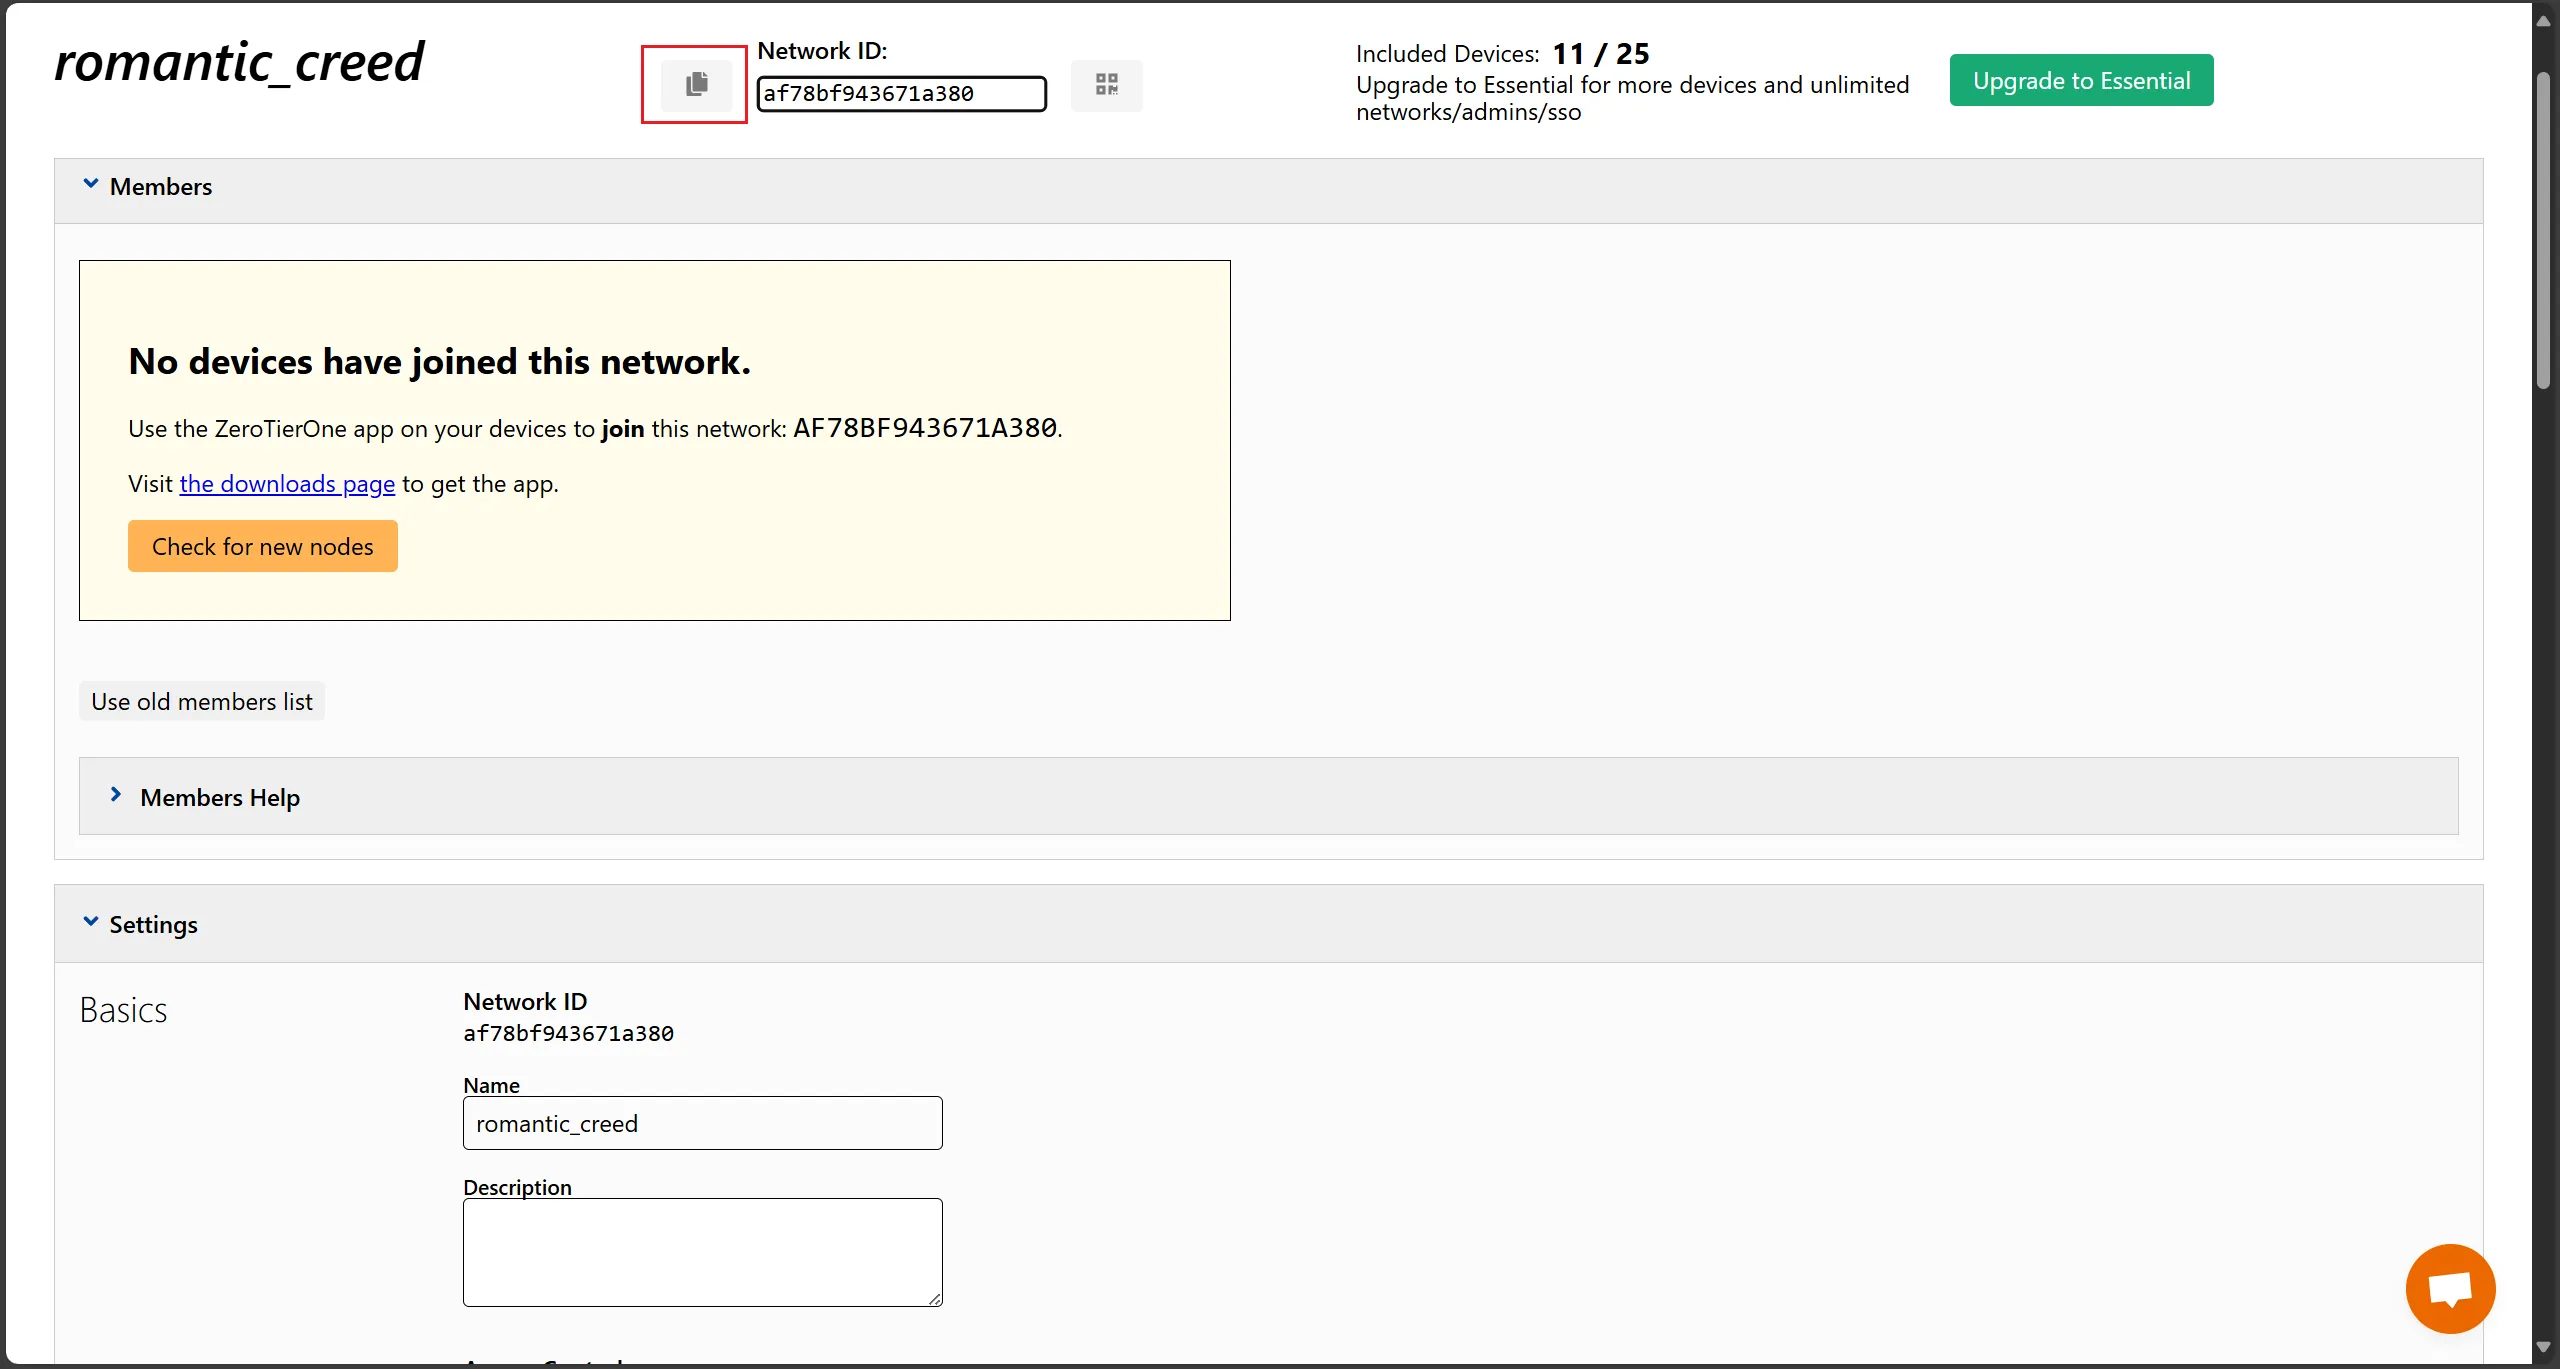 romantic_creed
Network ID:
af78bf943671a380
Included Devices: 11 / 25
Upgrade to Essential for more devices and unlimited
networks/admins/sso
Upgrade to Essential
Members
No devices have joined this network.
Use the ZeroTierOne app on your devices to join this network: AF78BF943671A380.
Visit the downloads page to get the app.
Check for new nodes
Use old members list
Members Help
Settings
Basics
Network ID
af78bf943671a380
Name
romantic_creed
Description